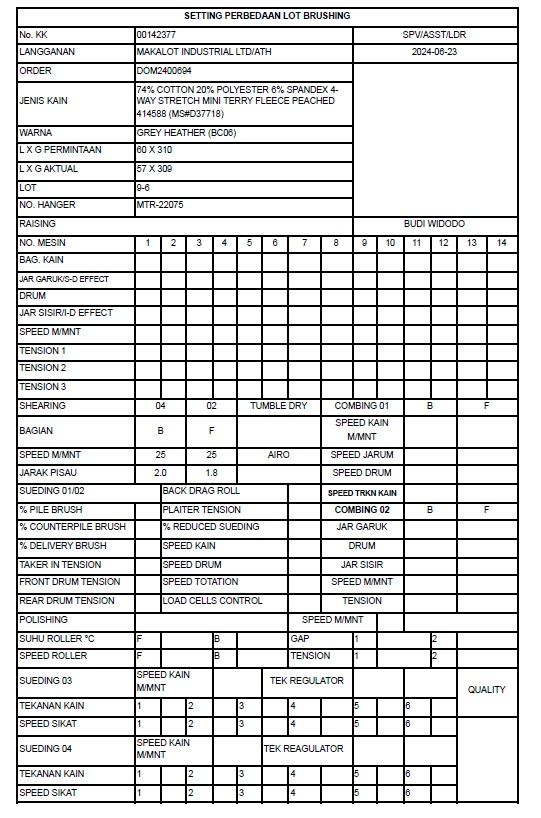 SETTING PERBEDAAN LOT BRUSHING
No. KK 00142377 SPV/ASST/LDR
LANGGANAN MAKALOT INDUSTRIAL LTD/ATH 2024-06-23
ORDER DOM2400694
JENIS KAIN 74% COTTON 20% POLYESTER 6% SPANDEX 4-
WAY STRETCH MINI TERRY FLEECE PEACHED
414588 (MS#D37718)
WARNA GREY HEATHER (BC06)
L X G PERMINTAAN 60 X 310
L X G AKTUAL 57 X 309
LOT 9-6
NO. HANGER MTR-22075
RAISING BUDI WIDODO
NO. MESIN 1 2 3 4 5 6 7 8 9 10 11 12 13 14
BAG. KAIN
JAR GARUK/S-D EFFECT
DRUM
JAR SISIR/I-D EFFECT
SPEED M/MNT
TENSION 1
TENSION 2
TENSION 3
SHEARING 04 02 TUMBLE DRY COMBING 01 B F
BAGIAN B F SPEED KAIN
M/MNT
SPEED M/MNT 25 25 AIRO SPEED JARUM
JARAK PISAU 2.0 1.8 SPEED DRUM
SUEDING 01/02 BACK DRAG ROLL SPEED TRKN KAIN
% PILE BRUSH PLAITER TENSION COMBING 02 B F
% COUNTERPILE BRUSH % REDUCED SUEDING JAR GARUK
% DELIVERY BRUSH SPEED KAIN DRUM
TAKER IN TENSION SPEED DRUM JAR SISIR
FRONT DRUM TENSION SPEED TOTATION SPEED M/MNT
REAR DRUM TENSION LOAD CELLS CONTROL TENSION
POLISHING SPEED M/MNT
SUHU ROLLER °C F B GAP 1 2
SPEED ROLLER F B TENSION 1 2
SUEDING 03 SPEED KAIN
M/MNT TEK REGULATOR QUALITY
TEKANAN KAIN 1 2 3 4 5 6
SPEED SIKAT 1 2 3 4 5 6
SUEDING 04 SPEED KAIN
M/MNT TEK REAGULATOR
TEKANAN KAIN 1 2 3 4 5 6
SPEED SIKAT 1 2 3 4 5 6